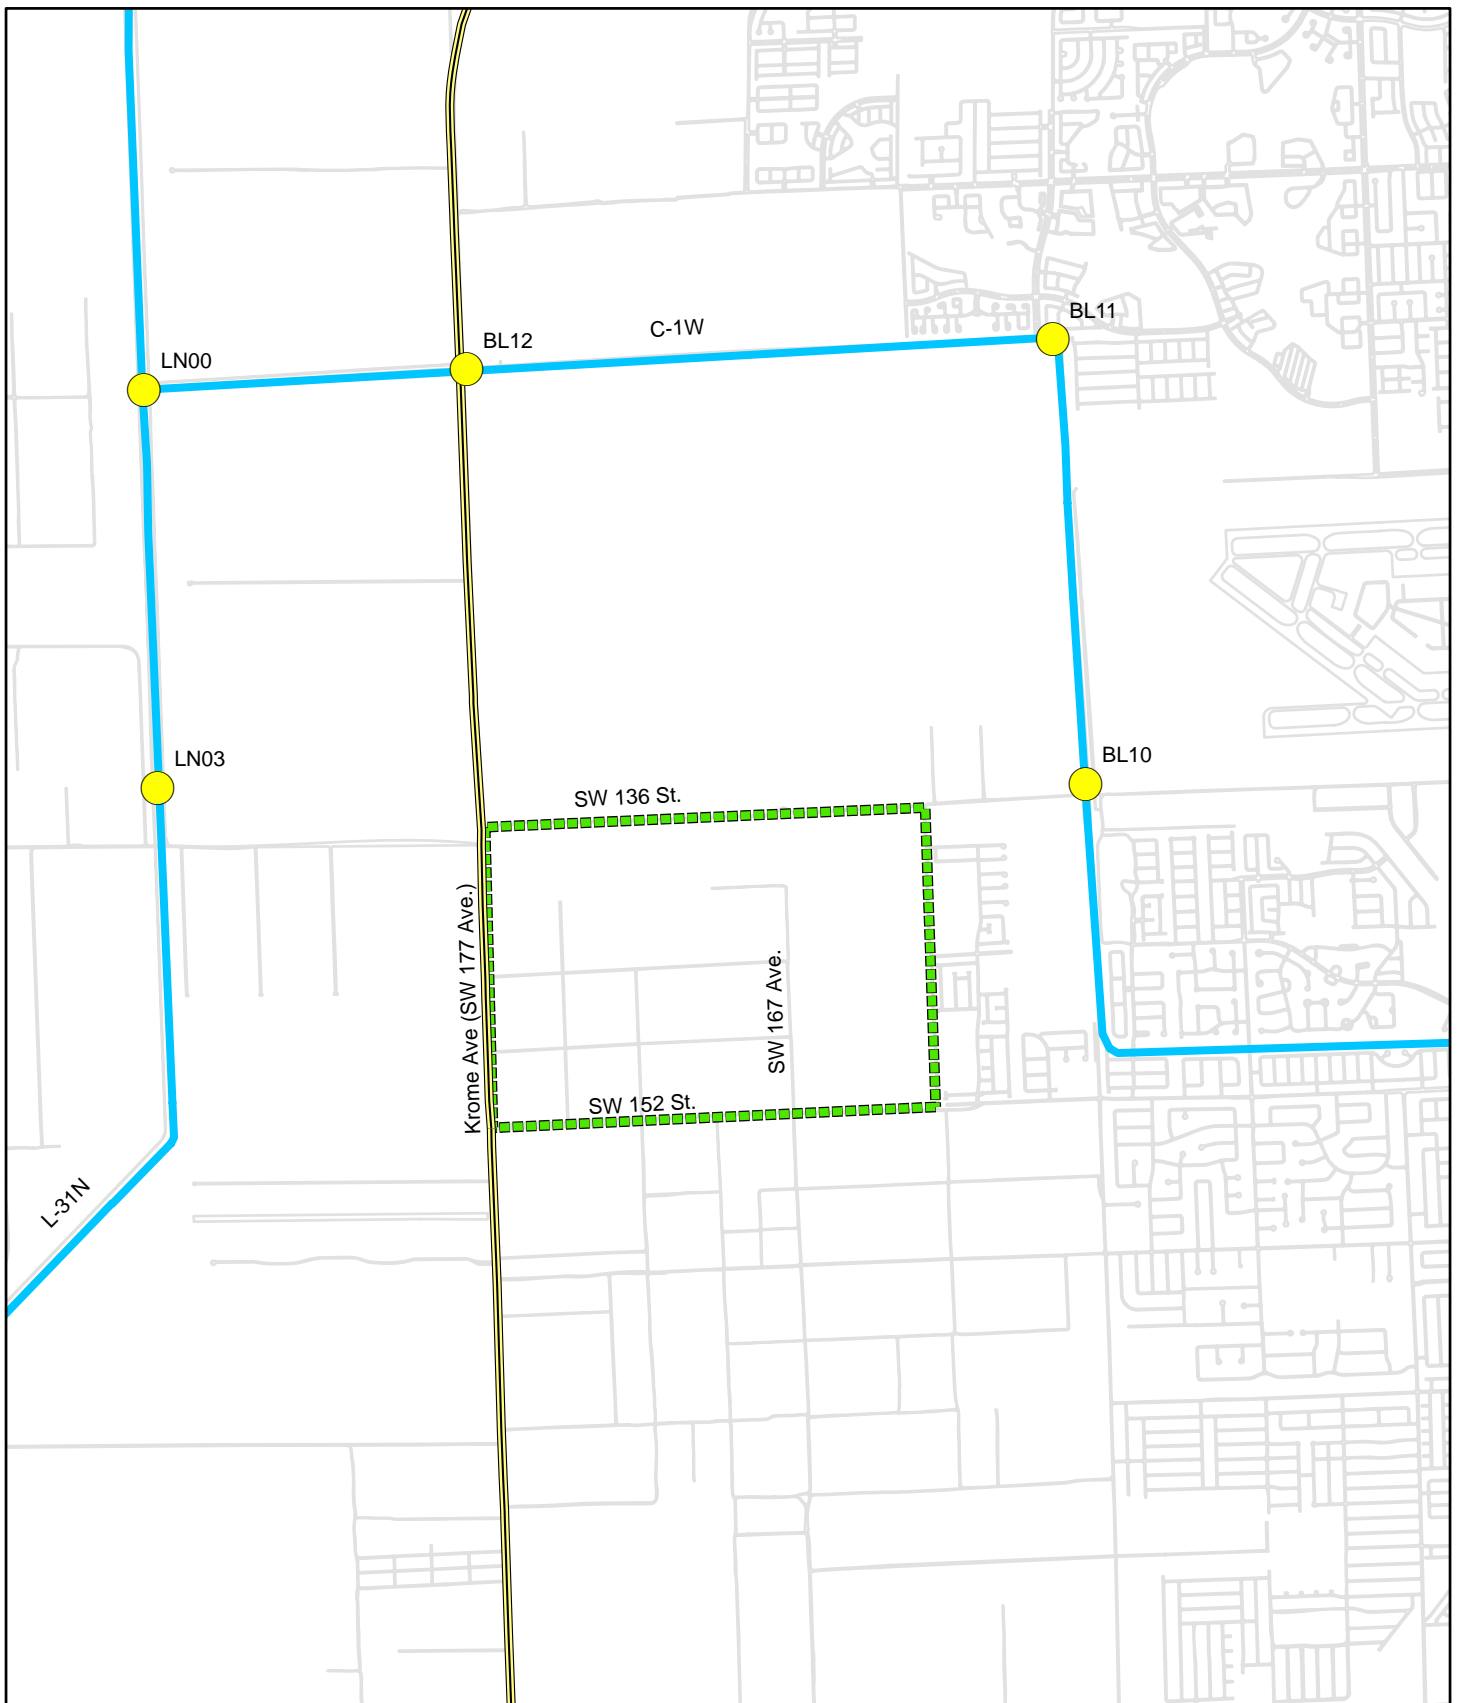 BL11
C-1W
BL12
LN00
BL10
LN03
SW 136 St.
Krome Ave (SW 177 Ave.)
SW 167 Ave.
SW 152 St.
L-31N